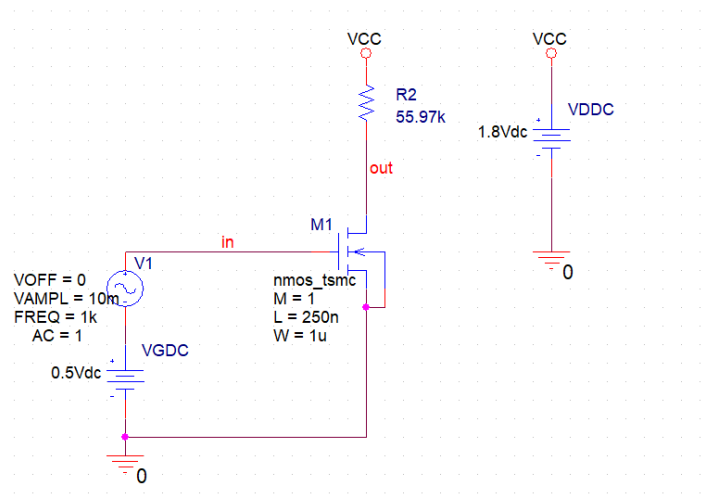 VCC
VCC
R2
55.97k
VDDC
1.8Vdc
out
M1
in
V1
0
VOFF = 0
VAMPL = 10m
FREQ = 1k
AC = 1
nmos_tsmc
M = 1
L = 250n
W = 1u
VGDC
0.5Vdc
0